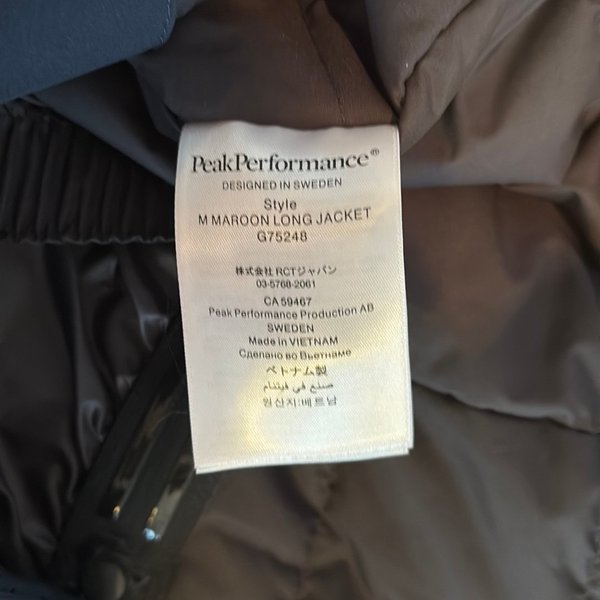 PeakPerformance®
DESIGNED IN SWEDEN
Style
M MAROON LONG JACKET
G75248
株式会社 RCTジャパン
03-5768-2061
CA 59467
Peak Performance Production AB
SWEDEN
Made in VIETNAM
Сделано во Вьетнаме
ベトナム製
صنع في فيتنام
원산지:베트남